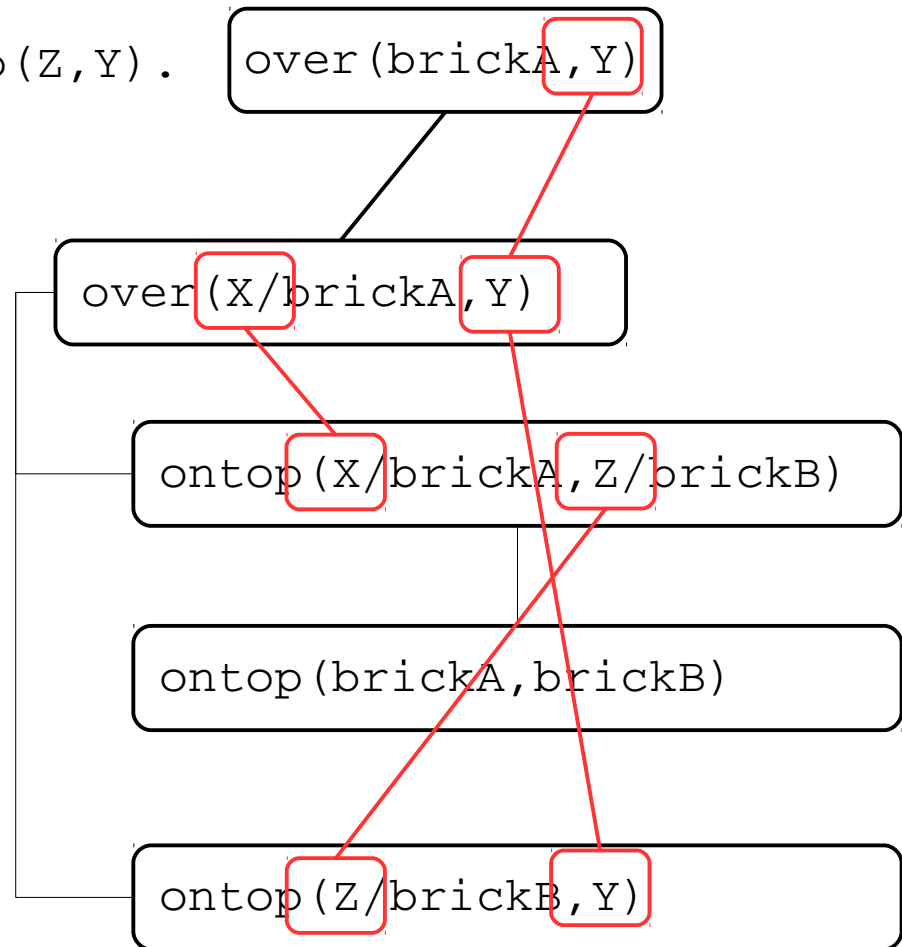 o(Z,Y).
over(brickA,Y)
over(X/brickA,Y)
ontop(X/brickA,Z/brickB)
ontop(brickA,brickB)
ontop(Z/brickB,Y)